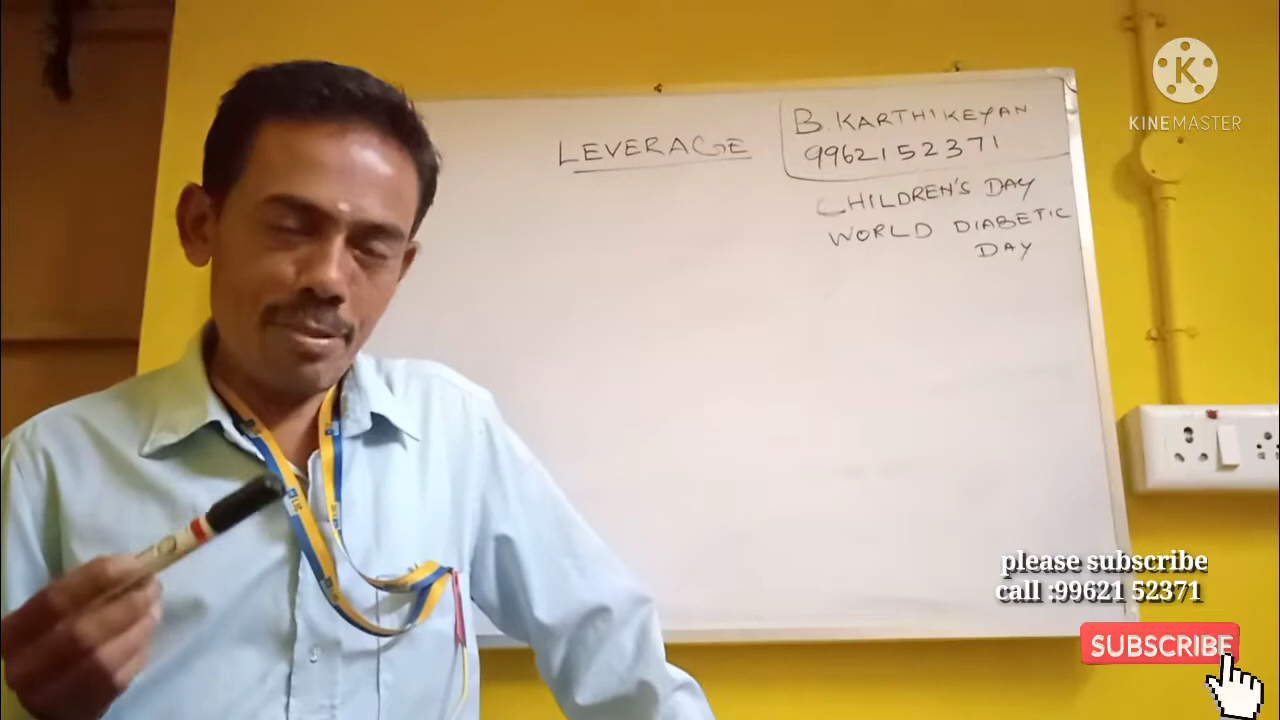 LEVERAGE
B. KARTHIKEYAN
9962152371
CHILDREN'S DAY
WORLD DIABETIC
DAY
K
KINEMASTER
please subscribe
call :99621 52371
SUBSCRIBE